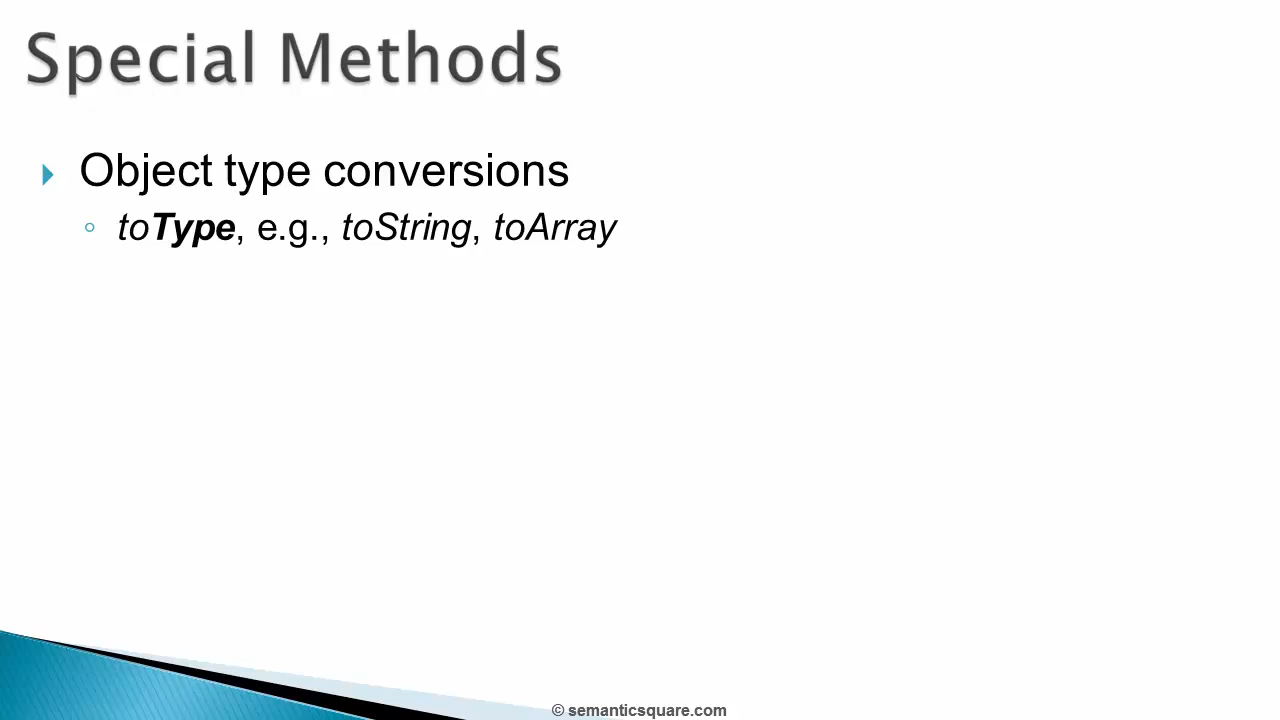 Special Methods
Object type conversions
toType, e.g., toString, toArray
© semanticsquare.com